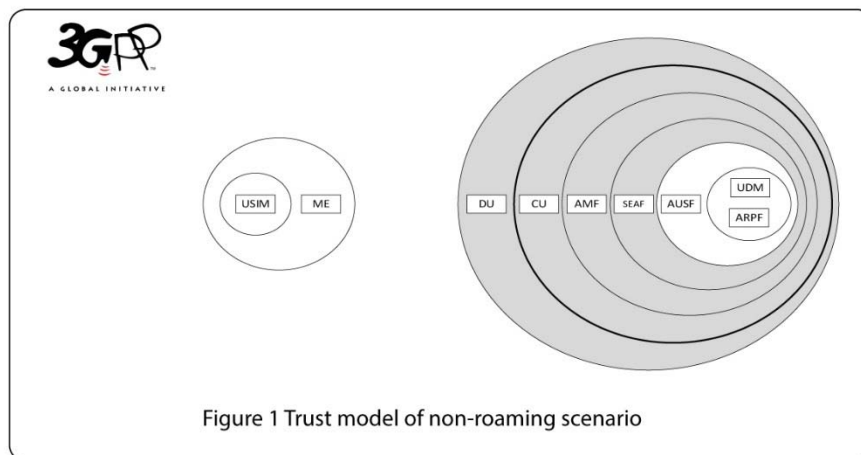 3GPP™
A GLOBAL INITIATIVE
USIM ME DU CU AMF SEAF AUSF UDM
ARPF
Figure 1 Trust model of non-roaming scenario